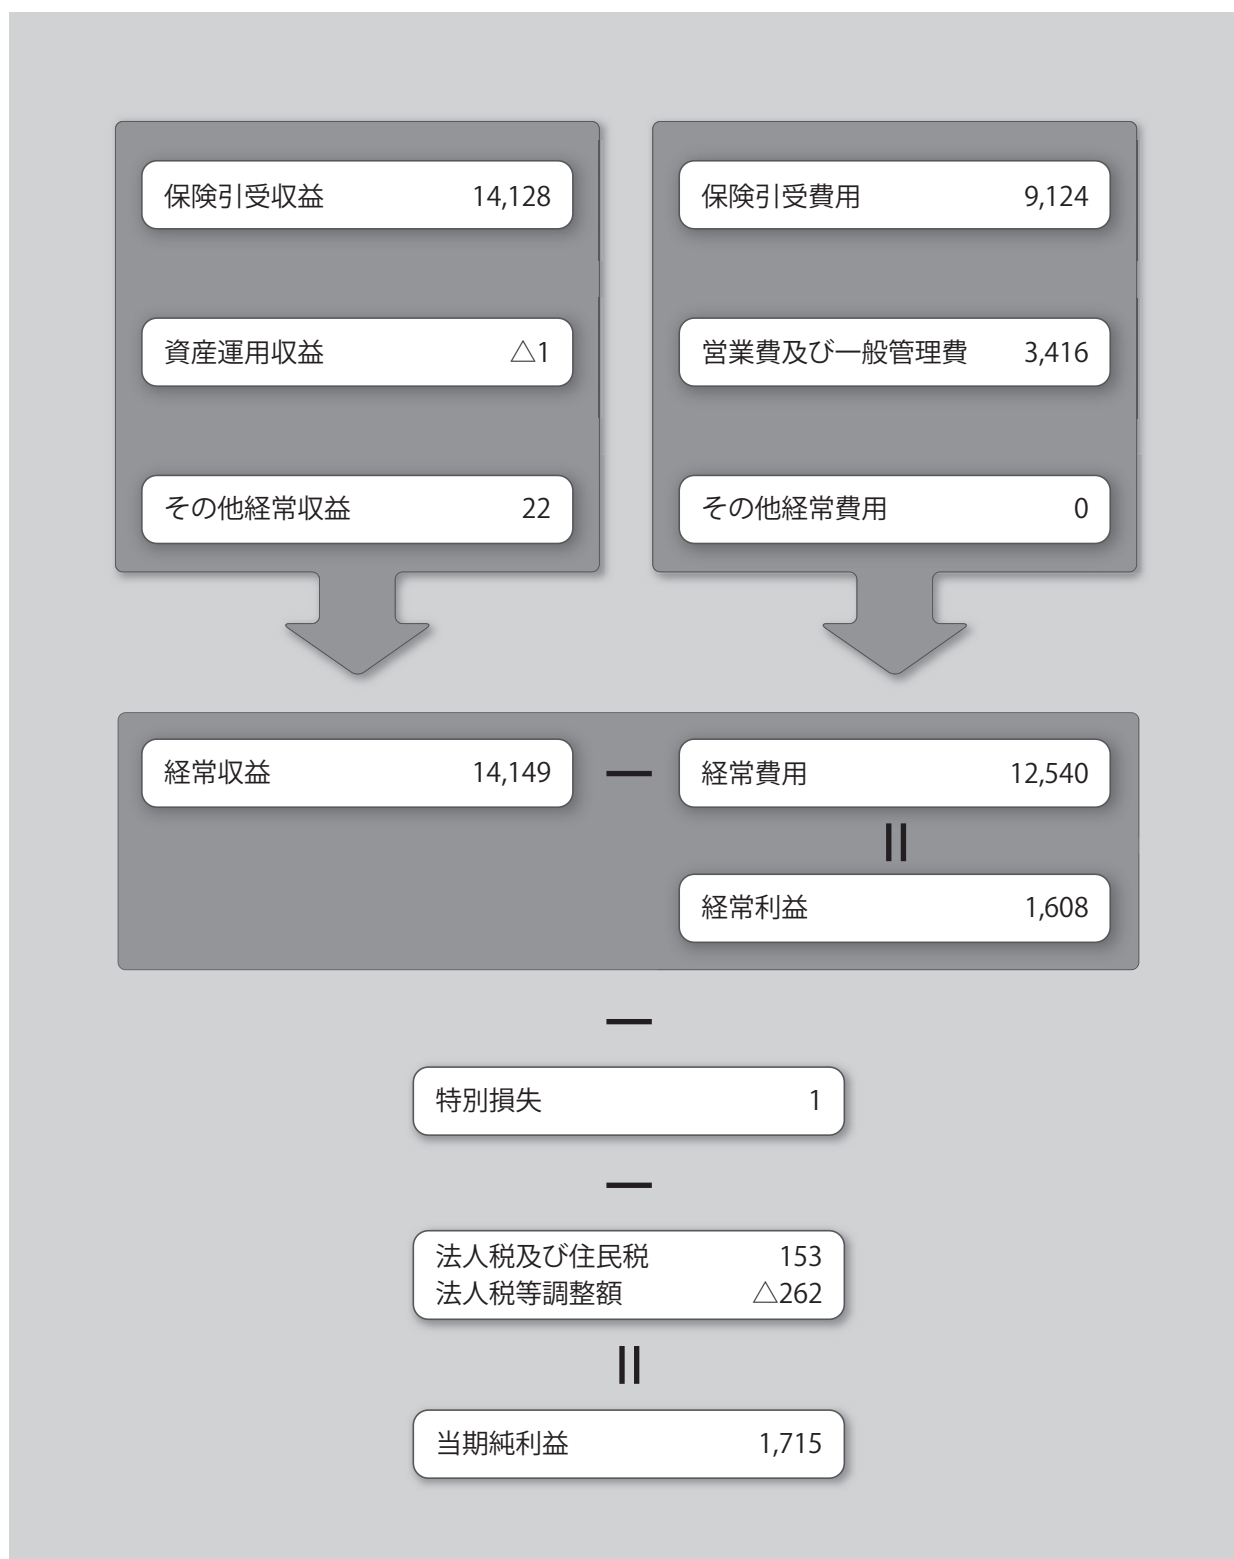 保険引受収益 14,128
資産運用収益 △1
その他経常収益 22
保険引受費用 9,124
営業費及び一般管理費 3,416
その他経常費用 0
経常収益 14,149
ー
経常費用 12,540
=
経常利益 1,608
ー
特別損失 1
ー
法人税及び住民税 153
法人税等調整額 △262
=
当期純利益 1,715